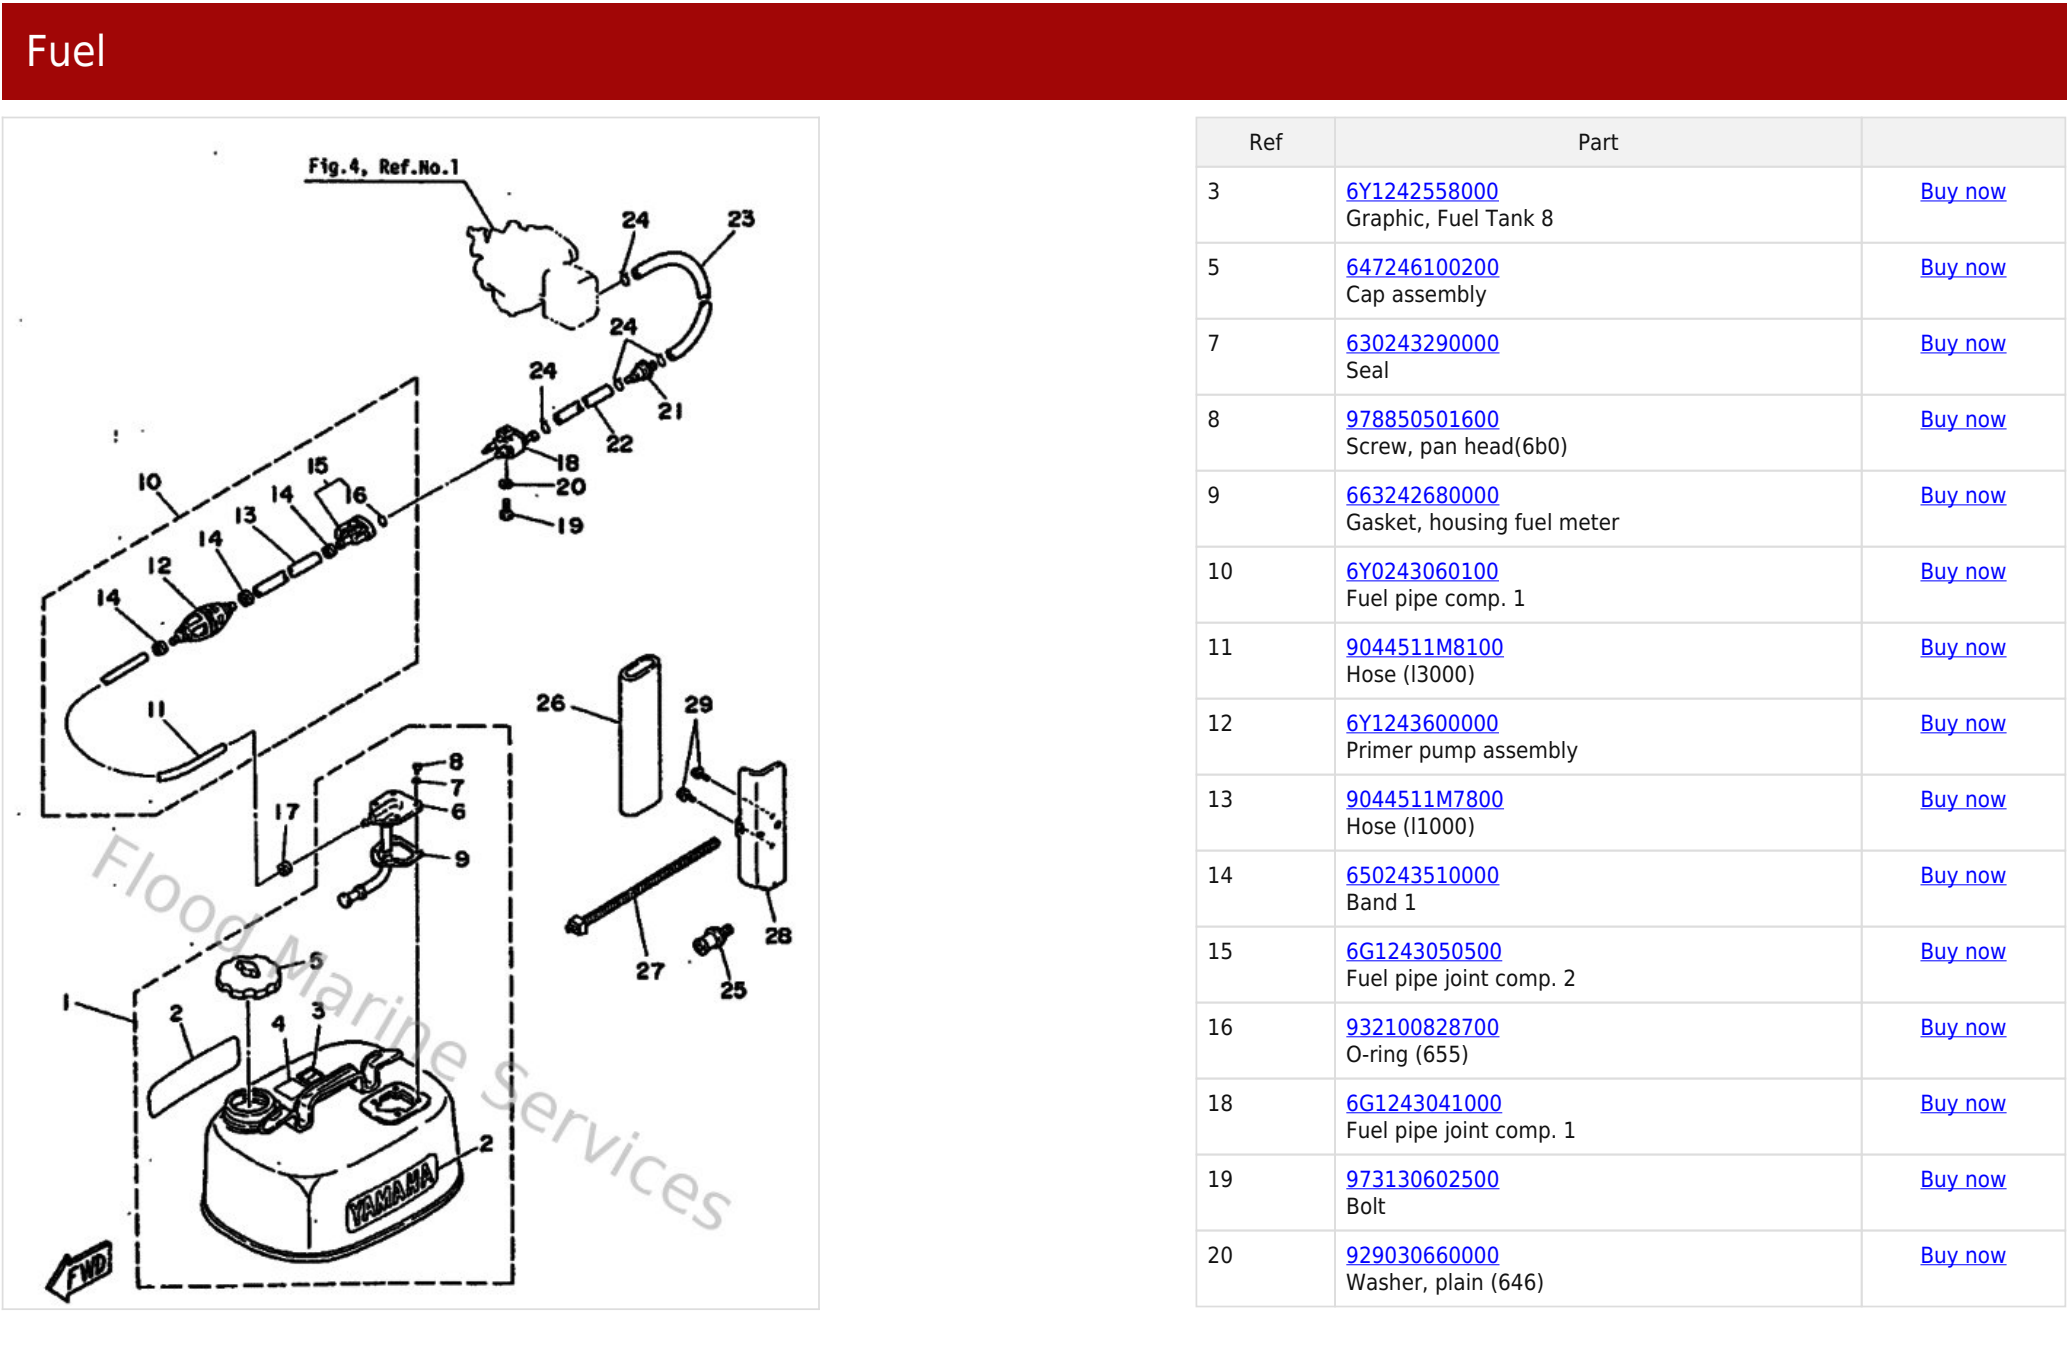 Fuel
Fig.4, Ref.No.1
24
23
24
24
21
22
18
20
19
15
16
10
14
13
14
12
14
11
26
29
8
7
6
17
9
28
27
25
5
1
2
4
3
2
YAMAHA
FWD
Flood Marine Services
Ref Part
3 6Y1242558000 Buy now
Graphic, Fuel Tank 8
5 647246100200 Buy now
Cap assembly
7 630243290000 Buy now
Seal
8 978850501600 Buy now
Screw, pan head(6b0)
9 663242680000 Buy now
Gasket, housing fuel meter
10 6Y0243060100 Buy now
Fuel pipe comp. 1
11 9044511M8100 Buy now
Hose (l3000)
12 6Y1243600000 Buy now
Primer pump assembly
13 9044511M7800 Buy now
Hose (l1000)
14 650243510000 Buy now
Band 1
15 6G1243050500 Buy now
Fuel pipe joint comp. 2
16 932100828700 Buy now
O-ring (655)
18 6G1243041000 Buy now
Fuel pipe joint comp. 1
19 973130602500 Buy now
Bolt
20 929030660000 Buy now
Washer, plain (646)